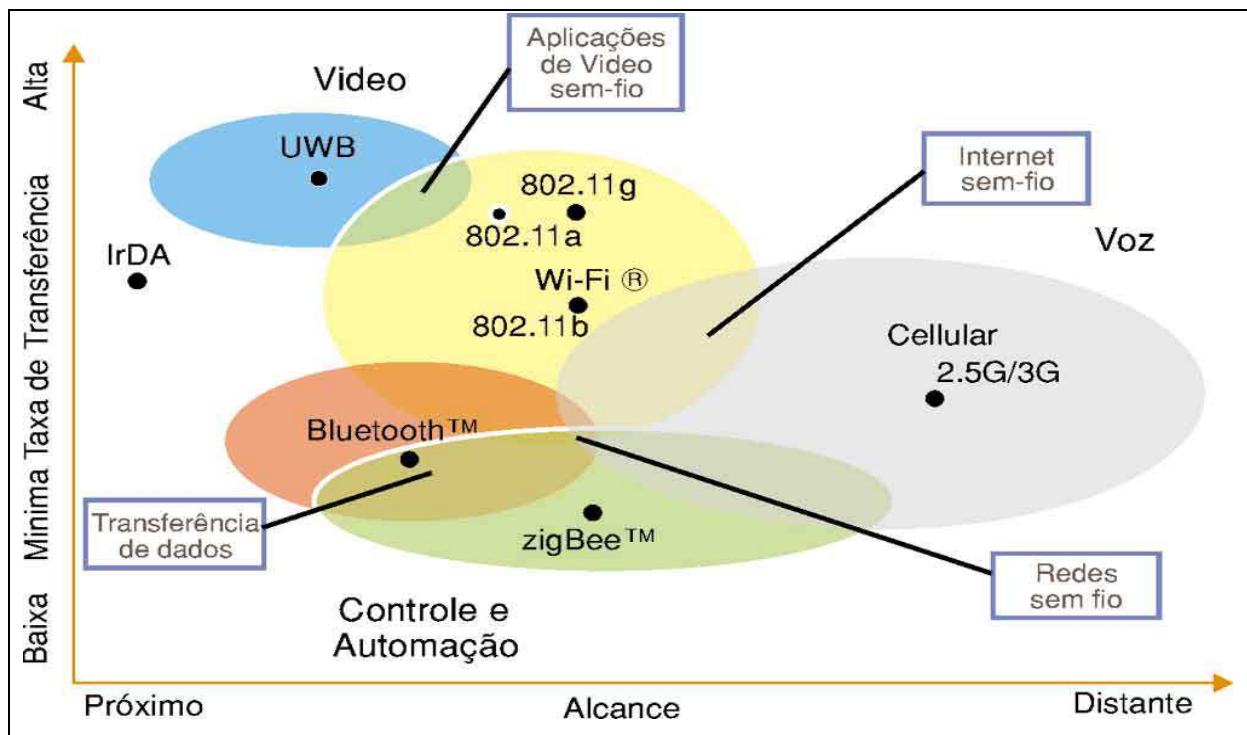 Aplicações
de Video
sem-fio
Video
UWB
Internet
sem-fio
802.11g
802.11a
Voz
IrDA
Wi-Fi ®
802.11b
Cellular
2.5G/3G
Bluetooth™
Transferência
de dados
zigBee™
Redes
sem fio
Controle e
Automação
Alta
Minima Taxa de Transferência
Baixa
Próximo
Alcance
Distante